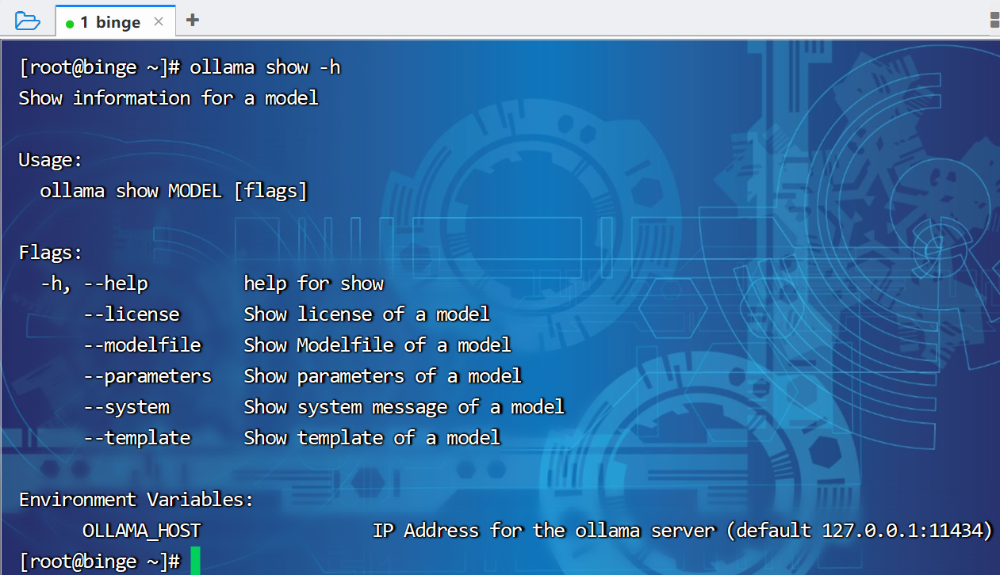 1 binge
[root@binge ~]# ollama show -h
Show information for a model
Usage:
ollama show MODEL [flags]
Flags:
-h, --help help for show
--license Show license of a model
--modelfile Show Modelfile of a model
--parameters Show parameters of a model
--system Show system message of a model
--template Show template of a model
Environment Variables:
OLLAMA_HOST IP Address for the ollama server (default 127.0.0.1:11434)
[root@binge ~]#